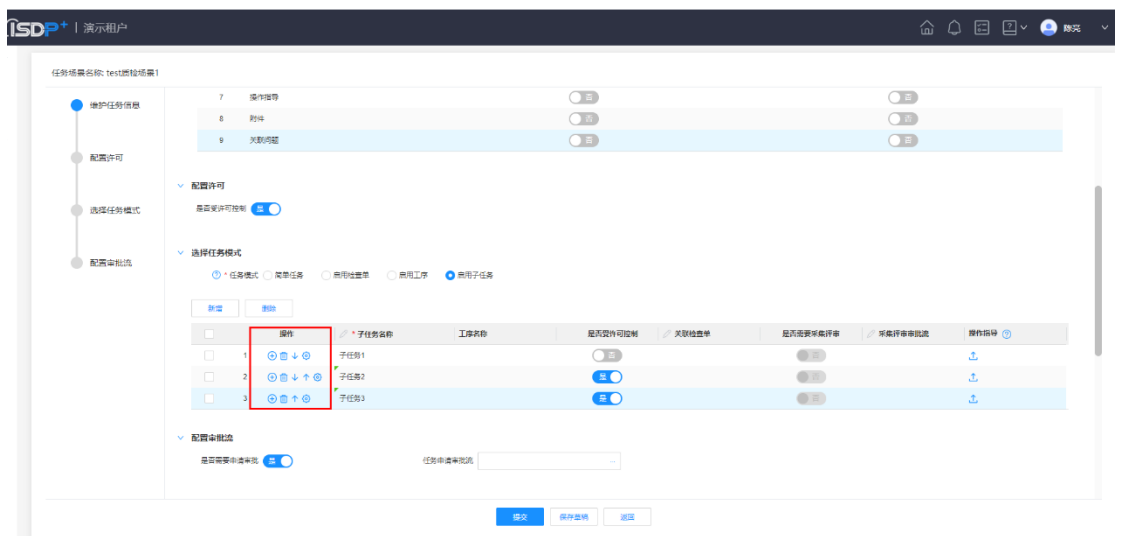 iSDP+ | 演示租户 陈亮
任务场景名称: test质检场景1
维护任务信息
配置许可
选择任务模式
配置审批流
7 操作指导 否 否
8 附件 否 否
9 关联问题 否 否
配置许可
是否受许可控制 是
选择任务模式
* 任务模式 简单任务 启用检查单 启用工序 启用子任务
新增 删除
操作 * 子任务名称 工序名称 是否受许可控制 关联检查单 是否需要采集评审 采集评审审批流 操作指导
1 子任务1 否 否
2 子任务2 是 否
3 子任务3 是 否
配置审批流
是否需要申请审批 是 任务申请审批流
提交 保存草稿 返回